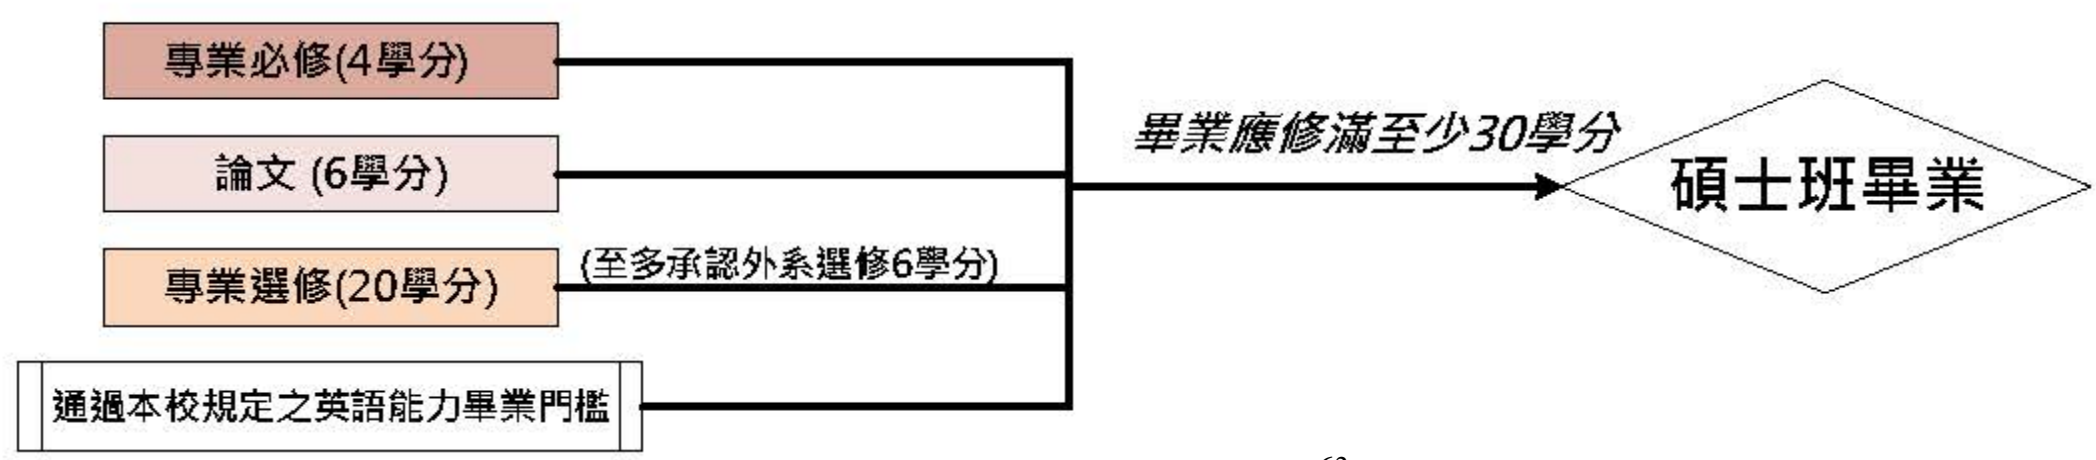 專業必修(4學分)
論文 (6學分)
專業選修(20學分)
(至多承認外系選修6學分)
通過本校規定之英語能力畢業門檻
畢業應修滿至少30學分
碩士班畢業